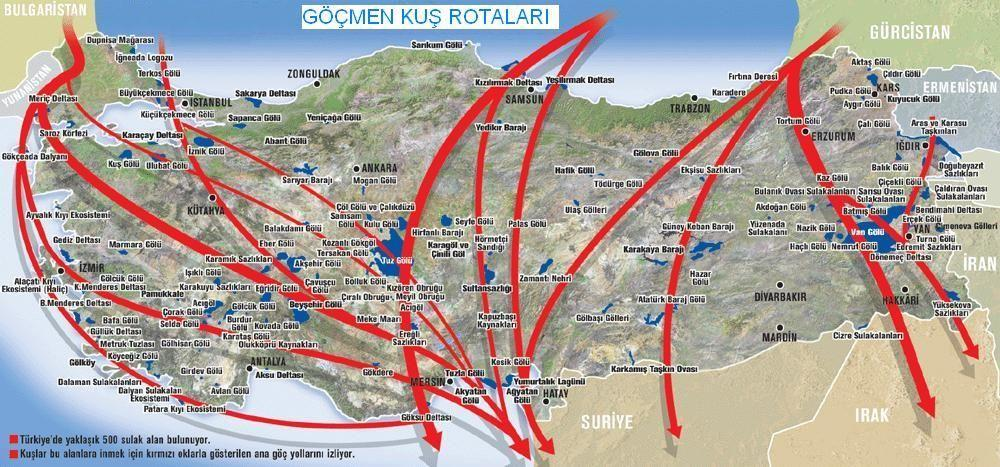 GÖÇMEN KUŞ ROTALARI
BULGARİSTAN
YUNANİSTAN
GÜRCİSTAN
ERMENİSTAN
İRAN
IRAK
SURİYE
Dupnisa Mağarası
İğneada Logozu
Terkos Gölü
Büyükçekmece Gölü
Küçükçekmece Gölü
İSTANBUL
Meriç Deltası
Saroz Körfezi
Gökçeada Dalyanı
Karaçay Deltası
Kuş Gölü
Ulubat Gölü
İznik Gölü
Sakarya Deltası
Sapanca Gölü
ZONGULDAK
Yeniçağa Gölü
Abant Gölü
Sarıkum Gölü
Kızılırmak Deltası
Yeşilırmak Deltası
SAMSUN
Yedikır Barajı
TRABZON
Karadere
Fırtına Deresi
Aktaş Gölü
Çıldır Gölü
Pudka Gölü
KARS
Kuyucuk Gölü
Aygır Gölü
Tortum Gölü
ERZURUM
Çalı Gölü
Aras ve Karasu
Taşkınları
IĞDIR
Doğubeyazıt
Sazlıkları
Balık Gölü
Çiçekli Gölü
Çaldıran Ovası
Sulakalanları
ANKARA
Mogan Gölü
Sarıyar Barajı
KÜTAHYA
Hafik Gölü
Tödürge Gölü
Gölova Gölü
Ekşisu Sazlıkları
Kaz Gölü
Bulanık Ovası
Sulakalanları
Sarısu Ovası
Sulakalanları
Akdoğan Gölü
Batmış Gölü
Bendimahi Deltası
Erçek Gölü
VAN
Çimenova Gölleri
Turna Gölü
Edremit Sazlığı
Dönemeç Deltası
Van Gölü
Nemrut Gölü
Nazik Gölü
Haçlı Gölü
Yüzenada
Sulakalanı
Ayvalık Kıyı Ekosistemi
Gediz Deltası
Marmara Gölü
İZMİR
Alaçatı Kıyı
Ekosistemi (Haliç)
Gölcük Gölü
K.Menderes Deltası
B.Menderes Deltası
Pamukkale
Bafa Gölü
Güllük Deltası
Metruk Tuzlası
Köyceğiz Gölü
Gölköy
Dalaman Sulakalanları
Dalyan Sulakalanları
Ekosistemi
Patara Kıyı Ekosistemi
Girdev Gölü
Avlan Gölü
Gölhisar Gölü
Işıklı Gölü
Karakuyu Sazlıkları
Acıgöl
Çorak Gölü
Salda Gölü
Burdur
Gölü
Karataş Gölü
Gölcük Gölü
Kovada Gölü
Eğridir Gölü
Karamık Sazlıkları
Eber Gölü
Akşehir Gölü
Çavuşcu
Gölü
Beyşehir Gölü
Olukköprü Kaynakları
ANTALYA
Aksu Deltası
Balakdamı Gölü
Çöl Gölü ve Çalıkdüzü
Samsam
Gölü
Kulu Gölü
Kozanlı Gökgöl
Tersakan Gölü
Bolluk Gölü
Tuz Gölü
Hirfanlı Barajı
Seyfe Gölü
Karagöl ve
Çinili Göl
Kızören Obruğu
Çıralı Obruğu
Meyil Obruğu
Acıgöl
Meke Maarı
Ereğli
Sazlıkları
Gökdere
Göksu Deltası
MERSİN
Tuzla Gölü
Akyatan
Gölü
Kesik Gölü
Yumurtalık Lagünü
Ağyatan
Gölü
HATAY
Hörmetçi
Sultansazlığı
Kapuzbaşı
Kaynakları
Palas Gölü
Zamantı Nehri
Ulaş Gölleri
Güney Keban Barajı
Karakaya Barajı
Hazar
Gölü
Atatürk Baraj Gölü
Gölbaşı Gölleri
DİYARBAKIR
MARDİN
Karkamış Taşkın Ovası
Cizre Sulakalanları
HAKKÂRİ
Yüksekova
Sazlıkları
Türkiye'de yaklaşık 500 sulak alan bulunuyor.
Kuşlar bu alanlara inmek için kırmızı oklarla gösterilen ana göç yollarını izliyor.